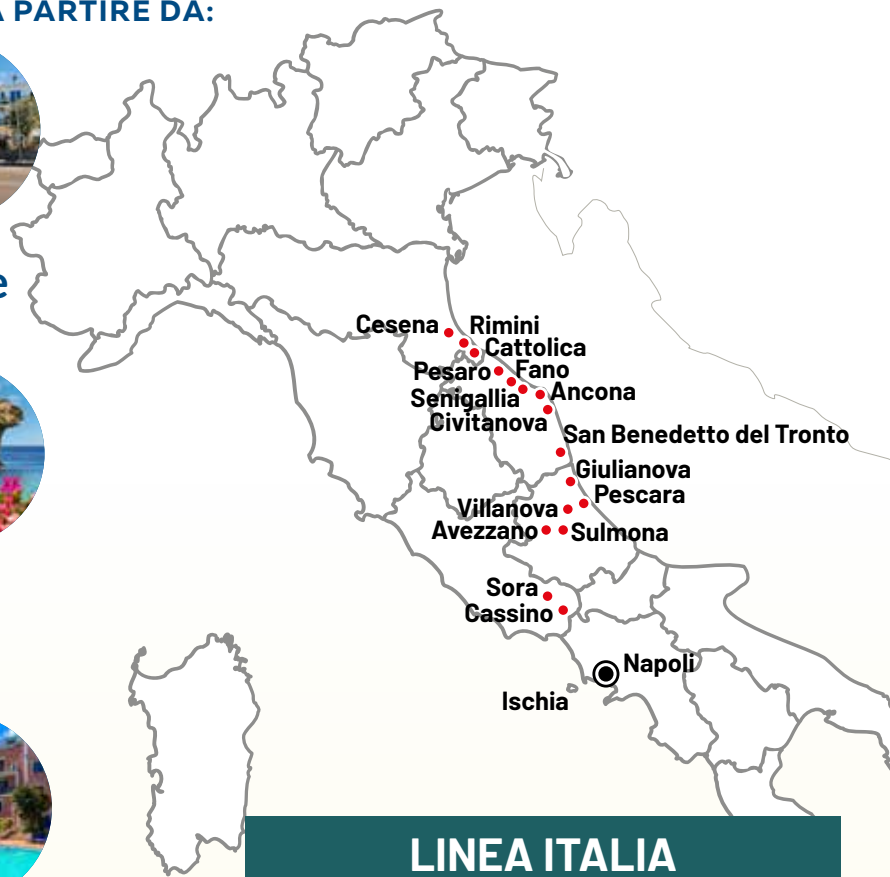 A PARTIRE DA:
e
Cesena
Rimini
Cattolica
Pesaro
Fano
Senigallia
Ancona
Civitanova
San Benedetto del Tronto
Giulianova
Pescara
Villanova
Avezzano
Sulmona
Sora
Cassino
Napoli
Ischia
LINEA ITALIA